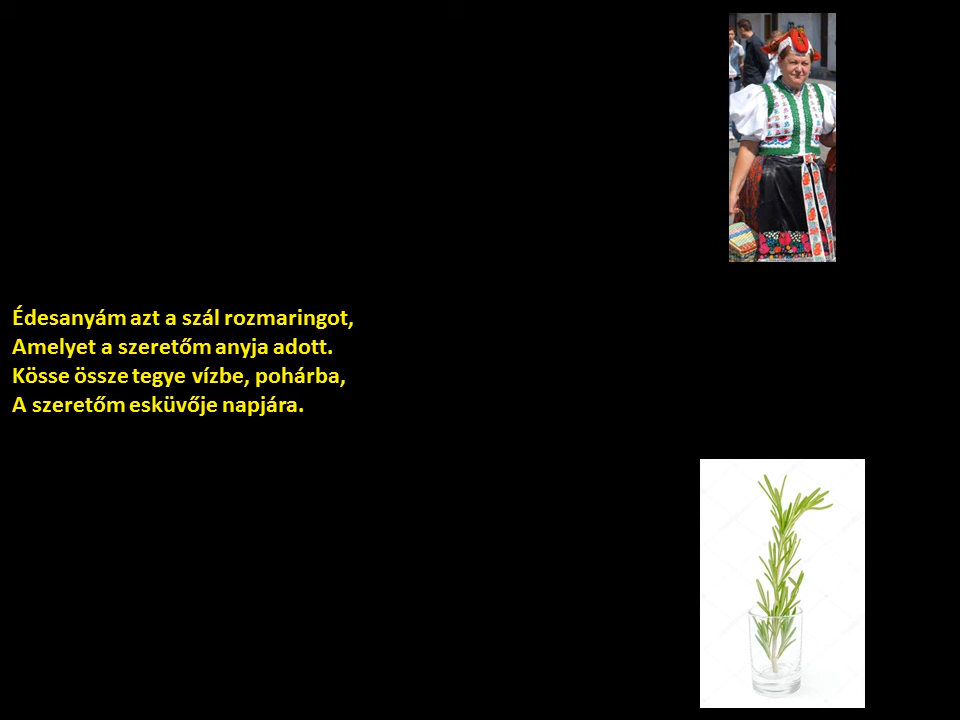 Édesanyám azt a szál rozmaringot,
Amelyet a szeretőm anyja adott.
Kösse össze tegye vízbe, pohárba,
A szeretőm esküvője napjára.